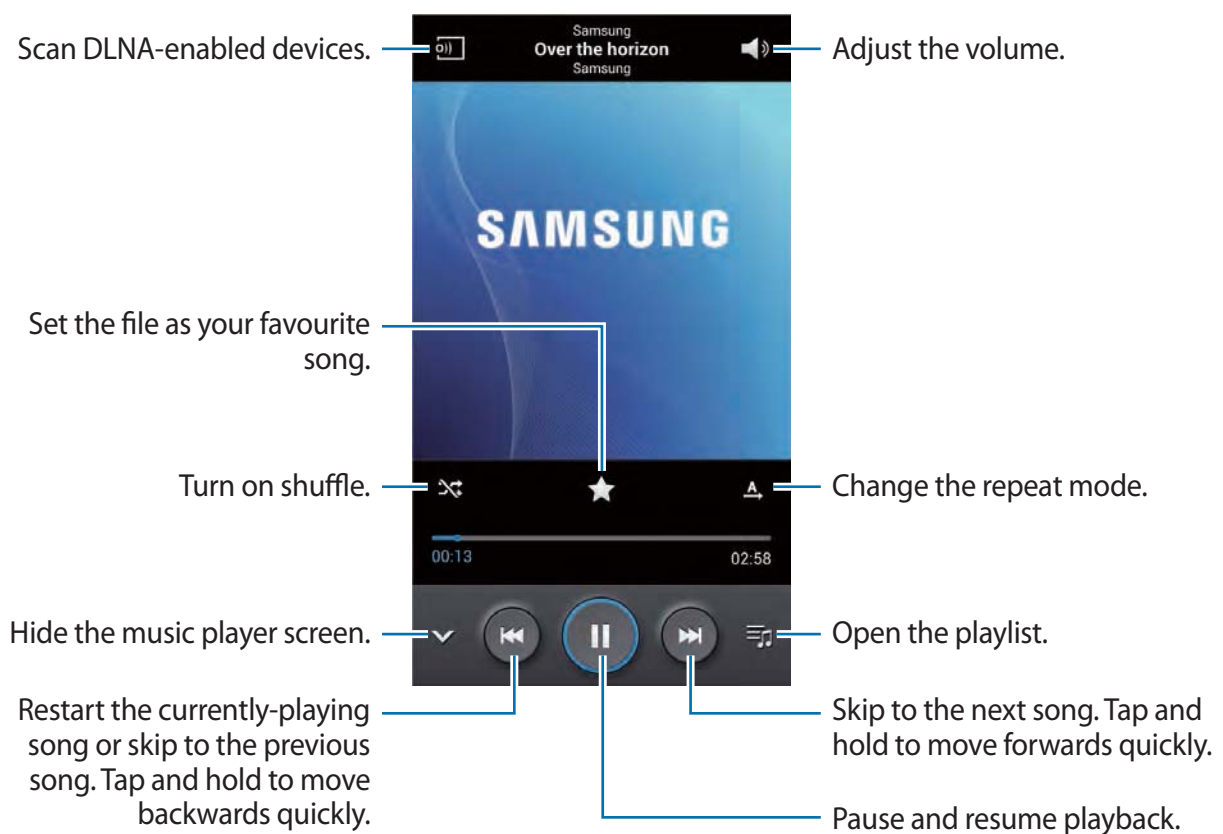 Samsung
Scan DLNA-enabled devices.
Over the horizon
Adjust the volume.
Samsung
SAMSUNG
Set the file as your favourite
song.
Turn on shuffle.
A
Change the repeat mode.
00:13
02:58
Hide the music player screen.
Open the playlist.
Restart the currently-playing
song or skip to the previous
song. Tap and hold to move
backwards quickly.
Skip to the next song. Tap and
hold to move forwards quickly.
Pause and resume playback.